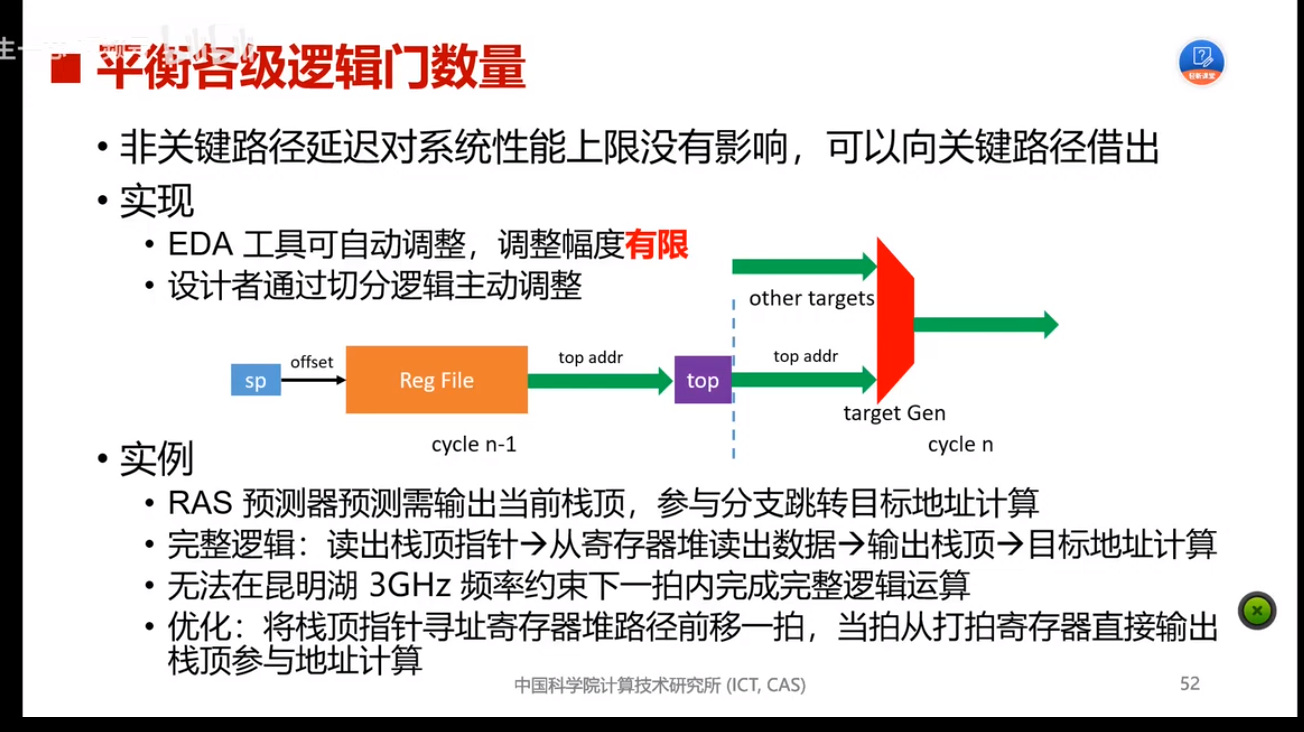 平衡各级逻辑门数量
• 非关键路径延迟对系统性能上限没有影响，可以向关键路径借出
• 实现
• EDA 工具可自动调整，调整幅度有限
• 设计者通过切分逻辑主动调整
other targets
sp
offset
Reg File
top addr
top
top addr
target Gen
cycle n-1
cycle n
• 实例
• RAS 预测器预测需输出当前栈顶，参与分支跳转目标地址计算
• 完整逻辑：读出栈顶指针→从寄存器堆读出数据→输出栈顶→目标地址计算
• 无法在昆明湖 3GHz 频率约束下一拍内完成完整逻辑运算
• 优化：将栈顶指针寻址寄存器堆路径前移一拍，当拍从打拍寄存器直接输出
栈顶参与地址计算
中国科学院计算技术研究所 (ICT, CAS)
52